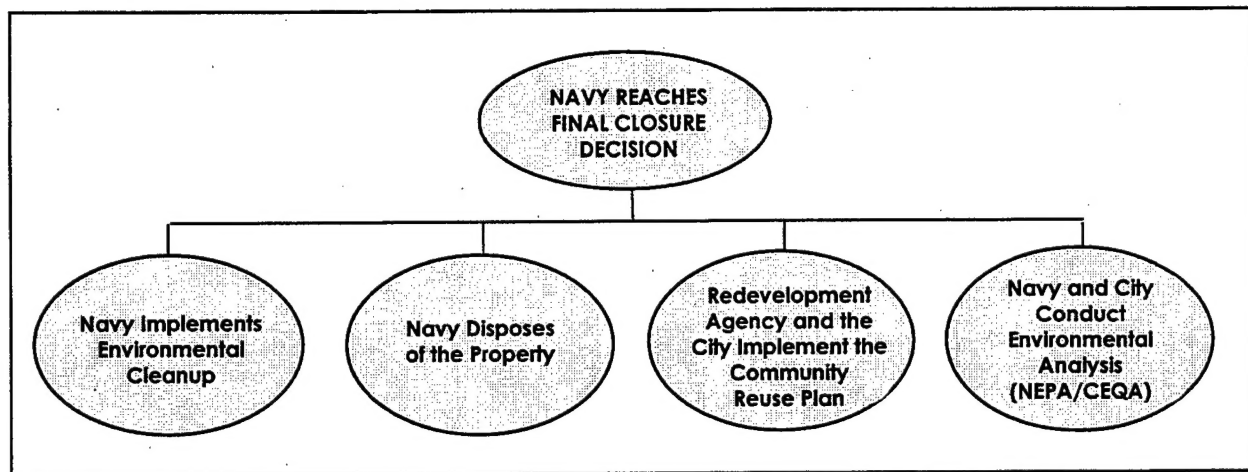 NAVY REACHES
FINAL CLOSURE
DECISION
Navy Implements
Environmental
Cleanup
Navy Disposes
of the Property
Redevelopment
Agency and the
City Implement the
Community
Reuse Plan
Navy and City
Conduct
Environmental
Analysis
(NEPA/CEQA)